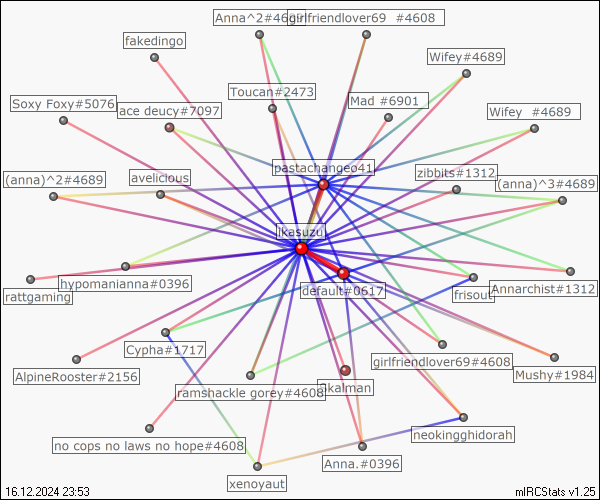 Anna^2#4689
girlfriendlover69 #4608
fakedingo
Wifey#4689
Toucan#2473
Mad #6901
Soxy Foxy#5076
ace deucy#7097
Wifey #4689
pastachangeo41
zibbits#1312
(anna)^2#4689
avelicious
(anna)^3#4689
ikasuzu
hypomanianna#0396
default#0617
Annarchist#1312
rattgaming
frisout
Cypha#1717
girlfriendlover69#4608
AlpineRooster#2156
Mushy#1984
ramshackle gorey#4608
Skalman
neokingghidorah
no cops no laws no hope#4608
Anna.#0396
xenoyaut
16.12.2024 23:53
mIRCStats v1.25